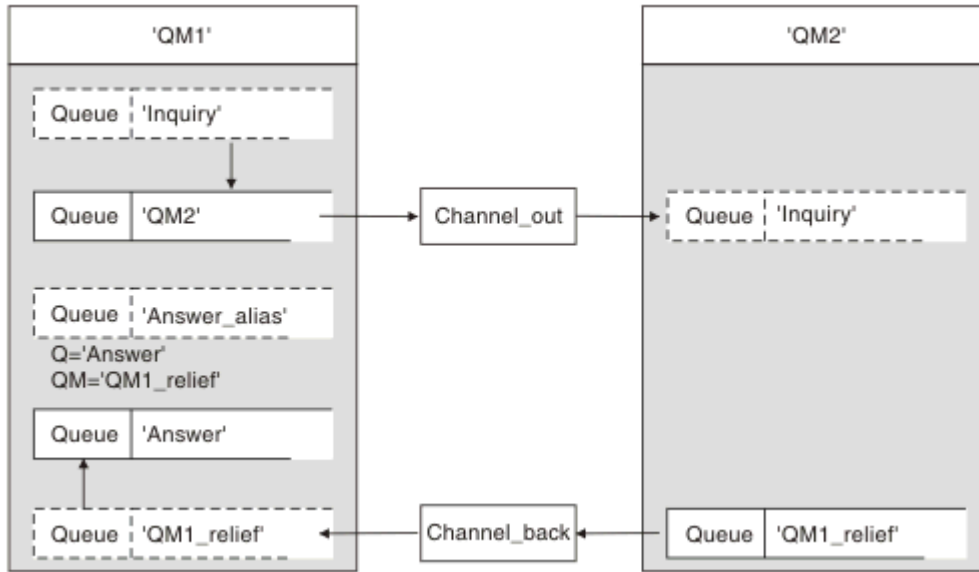 'QM1'
Queue 'Inquiry'
Queue 'QM2'
Queue 'Answer_alias'
Q='Answer'
QM='QM1_relief'
Queue 'Answer'
Queue 'QM1_relief'
Channel_out
Channel_back
'QM2'
Queue 'Inquiry'
Queue 'QM1_relief'